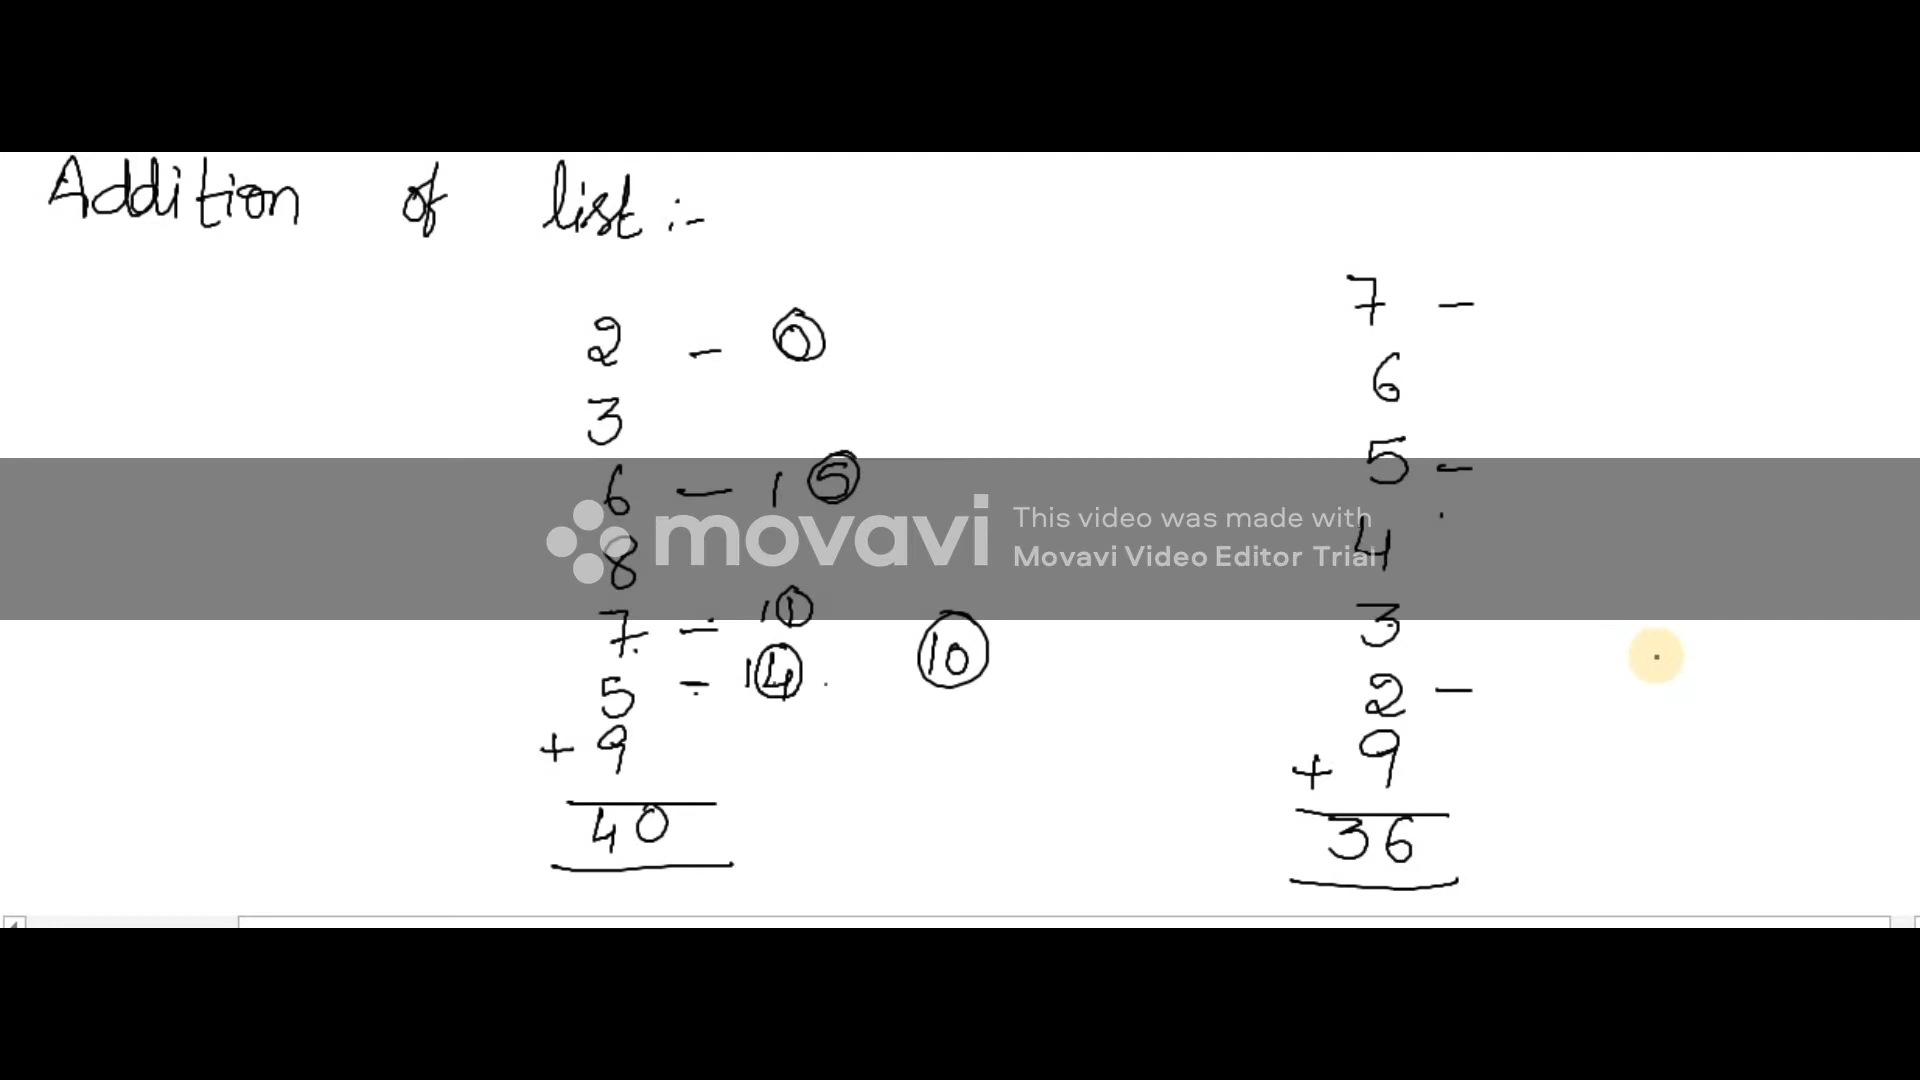 Addition of list :-
2 - 0
3
6 - 15
8
7 - 11
5 - 14
10
+ 9
40
7 -
6
5 -
4
3
2 -
+ 9
36
movavi
This video was made with
Movavi Video Editor Trial